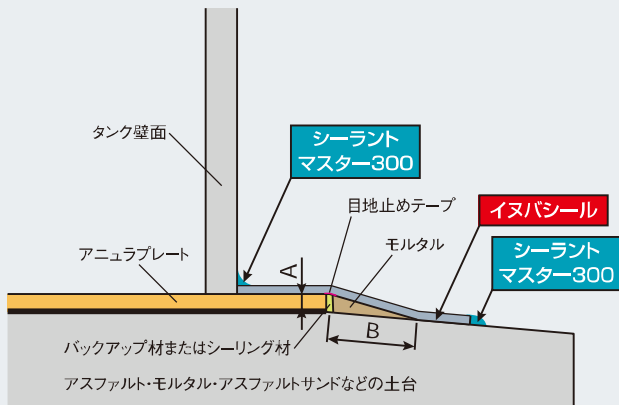 タンク壁面
シーラント
マスター300
目地止めテープ
イヌバシール
モルタル
シーラント
マスター300
アニュラプレート
A
B
バックアップ材またはシーリング材
アスファルト・モルタル・アスファルトサンドなどの土台